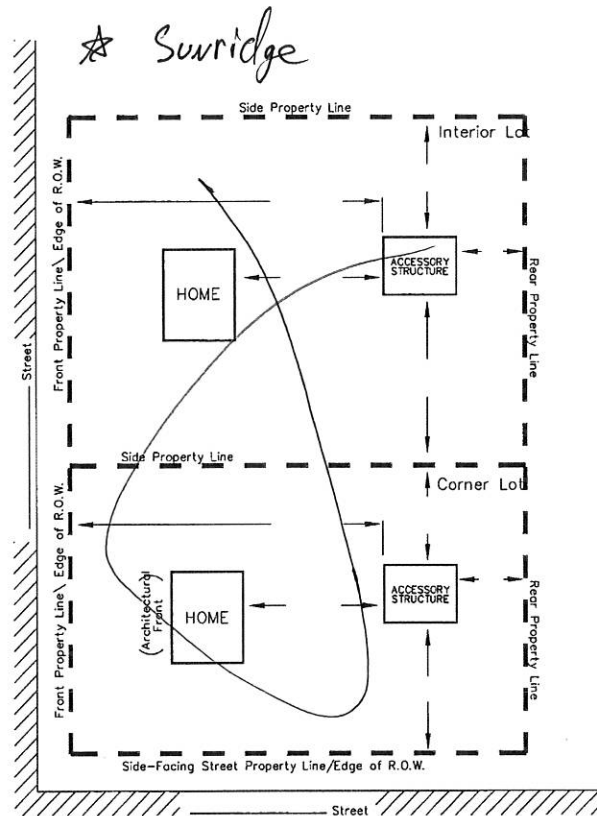 ☆ Sunridge
Side Property Line
Interior Lot
Front Property Line\ Edge of R.O.W.
HOME
ACCESSORY
STRUCTURE
Rear Property Line
Street
Side Property Line
Corner Lot
Front Property Line\ Edge of R.O.W.
(Architectural
Front)
HOME
ACCESSORY
STRUCTURE
Rear Property Line
Side-Facing Street Property Line/Edge of R.O.W.
Street